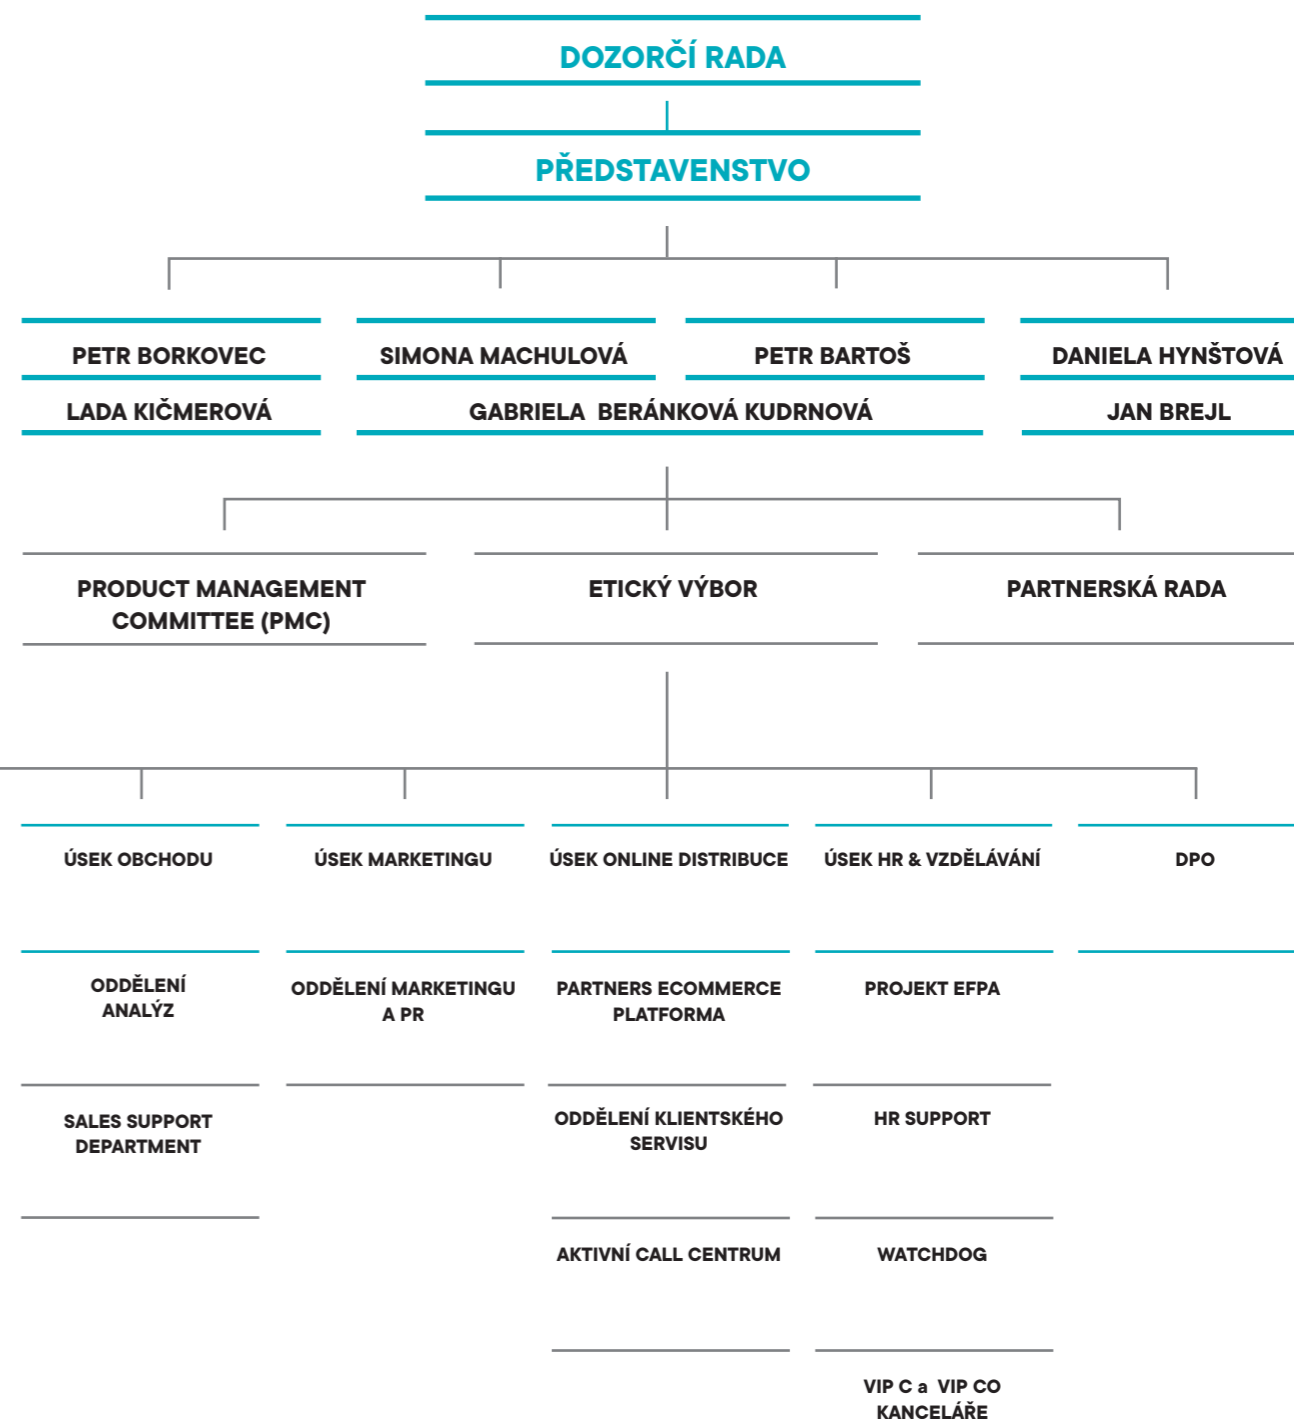 DOZORČÍ RADA
PŘEDSTAVENSTVO
PETR BORKOVEC
SIMONA MACHULOVÁ
PETR BARTOŠ
DANIELA HYNŠTOVÁ
LADA KIČMEROVÁ
GABRIELA BERÁNKOVÁ KUDRNOVÁ
JAN BREJL
PRODUCT MANAGEMENT
COMMITTEE (PMC)
ETICKÝ VÝBOR
PARTNERSKÁ RADA
ÚSEK OBCHODU
ODDĚLENÍ
ANALÝZ
SALES SUPPORT
DEPARTMENT
ÚSEK MARKETINGU
ODDĚLENÍ MARKETINGU
A PR
ÚSEK ONLINE DISTRIBUCE
PARTNERS ECOMMERCE
PLATFORMA
ODDĚLENÍ KLIENTSKÉHO
SERVISU
AKTIVNÍ CALL CENTRUM
ÚSEK HR & VZDĚLÁVÁNÍ
PROJEKT EFPA
HR SUPPORT
WATCHDOG
VIP C a VIP CO
KANCELÁŘE
DPO